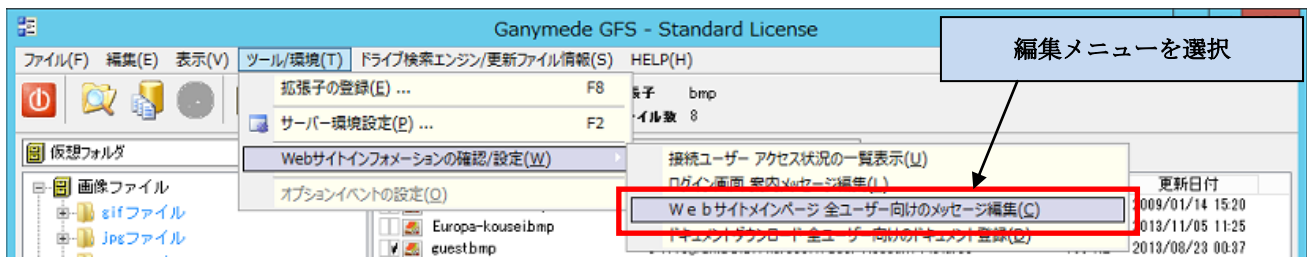 Ganymede GFS - Standard License
編集メニューを選択
ファイル(F) 編集(E) 表示(V) ツール/環境(T) ドライブ検索エンジン/更新ファイル情報(S) HELP(H)
拡張子の登録(E) ... F8
bmp
サーバー環境設定(P) ... F2
イル数 8
仮想フォルダ
Webサイトインフォメーションの確認/設定(W)
接続ユーザー アクセス状況の一覧表示(U)
画像ファイル
オプションイベントの設定(O)
ログイン画面 案内メッセージ編集(L)
更新日付
gifファイル
Webサイトメインページ 全ユーザー向けのメッセージ編集(C)
2009/01/14 15:20
Europa-kouseibmp
2013/11/05 11:25
jpgファイル
ドキュメントダウンロード 全ユーザー向けのドキュメント登録(D)
guestbmp
2013/08/23 00:37